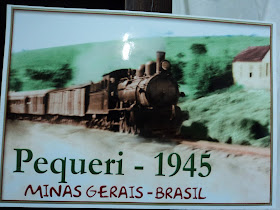 Pequeri - 1945
MINAS GERAIS - BRASIL